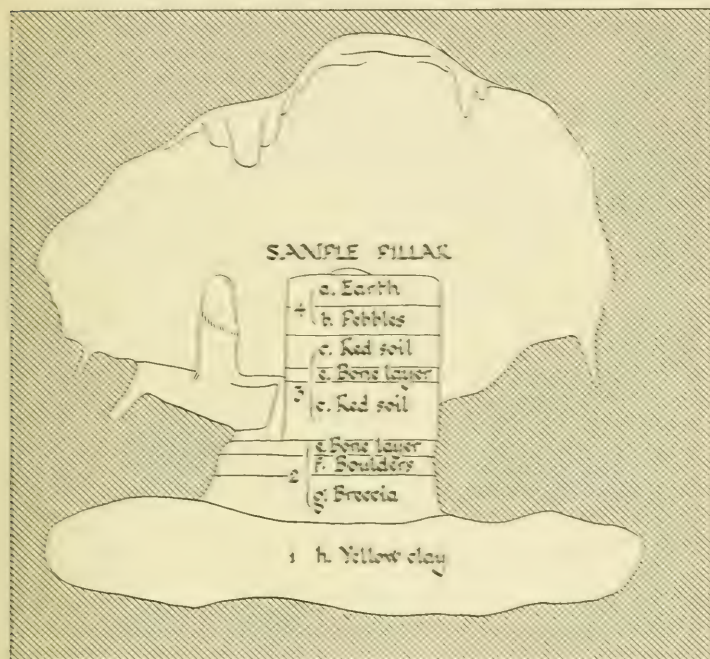 SAMPLE PILLAR
a. Earth
4
b. Pebbles
c. Red soil
e. Bone layer
3
c. Red soil
e. Bone layer
f. Boulders
2
g. Breccia
1 h. Yellow clay